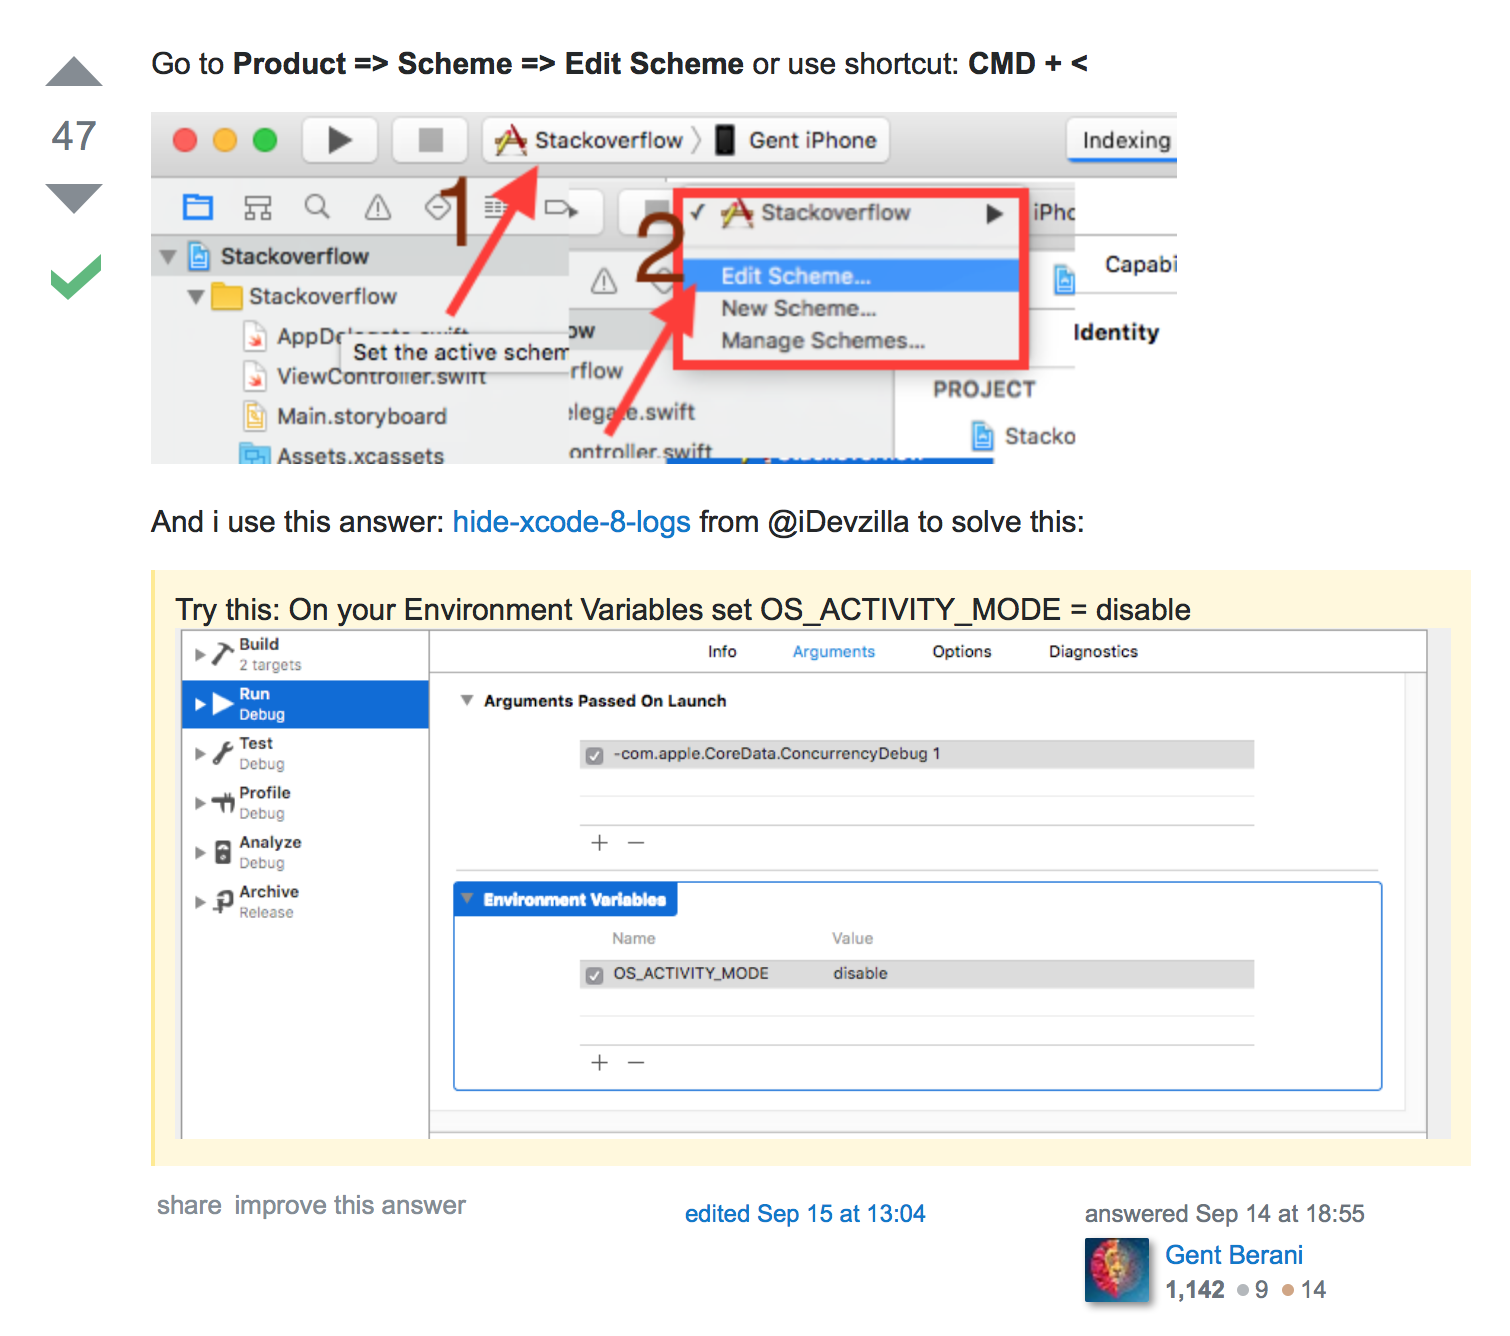 Go to Product => Scheme => Edit Scheme or use shortcut: CMD + <
47
Stackoverflow
Gent iPhone
Indexing
1
2
Stackoverflow
Stackoverflow
AppDe
Set the active schem
ViewController.swift
Main.storyboard
Assets.xcassets
Stackoverflow
iPho
Edit Scheme...
New Scheme...
Manage Schemes...
ow
rflow
elegate.swift
ontroller.swift
Capabi
Identity
PROJECT
Stacko
And i use this answer: hide-xcode-8-logs from @iDevzilla to solve this:
Try this: On your Environment Variables set OS_ACTIVITY_MODE = disable
Build
2 targets
Run
Debug
Test
Debug
Profile
Debug
Analyze
Debug
Archive
Release
Info Arguments Options Diagnostics
Arguments Passed On Launch
-com.apple.CoreData.ConcurrencyDebug 1
+ −
Environment Variables
Name Value
OS_ACTIVITY_MODE disable
+ −
share improve this answer
edited Sep 15 at 13:04
answered Sep 14 at 18:55
Gent Berani
1,142 ●9 ●14